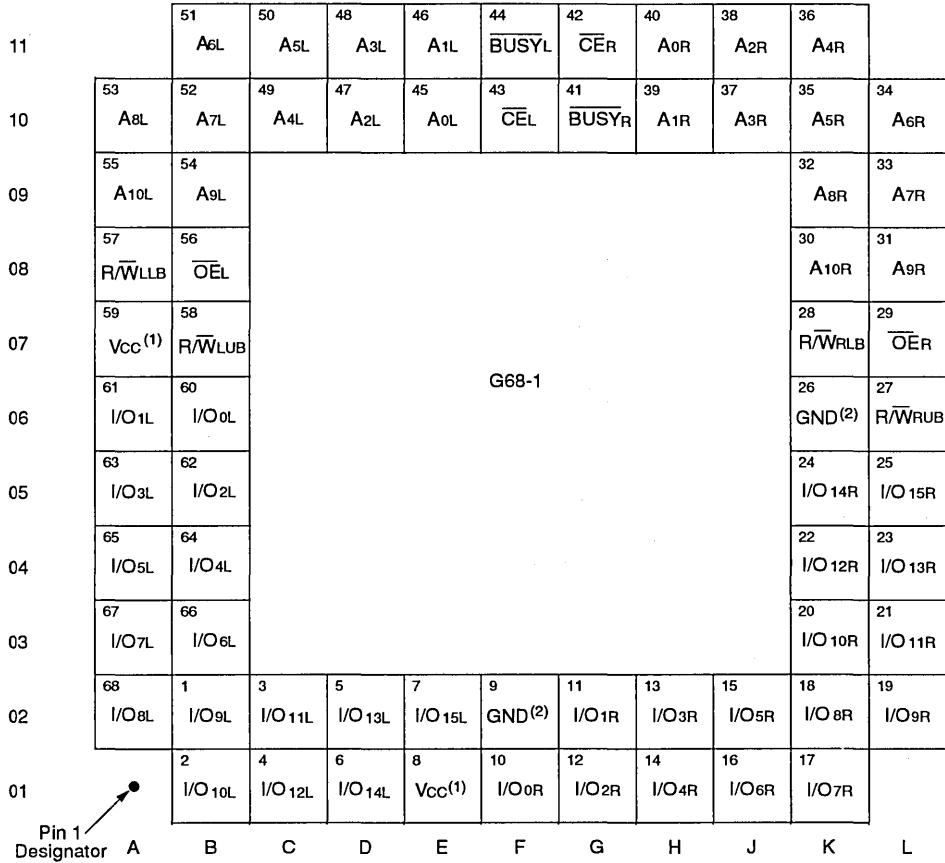 51 50 48 46 44 42 40 38 36
11 A6L A5L A3L A1L BUSYL CER A0R A2R A4R
53 52 49 47 45 43 41 39 37 35 34
10 A8L A7L A4L A2L A0L CEL BUSYR A1R A3R A5R A6R
55 54 32 33
09 A10L A9L A8R A7R
57 56 30 31
08 R/WLLB OEL A10R A9R
59 58 28 29
07 VCC(1) R/WLUB R/WRLB OER
G68-1
61 60 26 27
06 I/O1L I/O0L GND(2) R/WRUB
63 62 24 25
05 I/O3L I/O2L I/O14R I/O15R
65 64 22 23
04 I/O5L I/O4L I/O12R I/O13R
67 66 20 21
03 I/O7L I/O6L I/O10R I/O11R
68 1 3 5 7 9 11 13 15 18 19
02 I/O8L I/O9L I/O11L I/O13L I/O15L GND(2) I/O1R I/O3R I/O5R I/O8R I/O9R
2 4 6 8 10 12 14 16 17
01 I/O10L I/O12L I/O14L VCC(1) I/O0R I/O2R I/O4R I/O6R I/O7R
Pin 1
Designator A B C D E F G H J K L